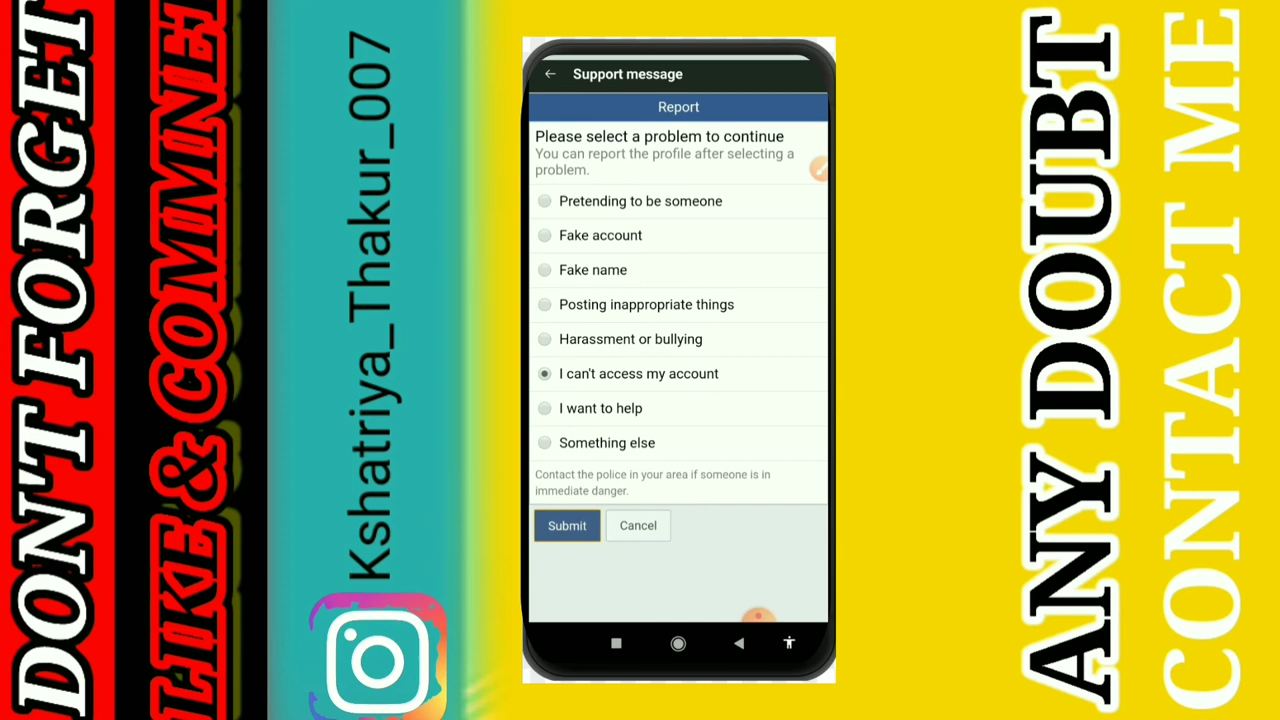 DON'T FORGET
LIKE & COMMNET
Kshatriya_Thakur_007
Support message
Report
Please select a problem to continue
You can report the profile after selecting a
problem.
Pretending to be someone
Fake account
Fake name
Posting inappropriate things
Harassment or bullying
I can't access my account
I want to help
Something else
Contact the police in your area if someone is in
immediate danger.
Submit
Cancel
ANY DOUBT
CONTACT ME